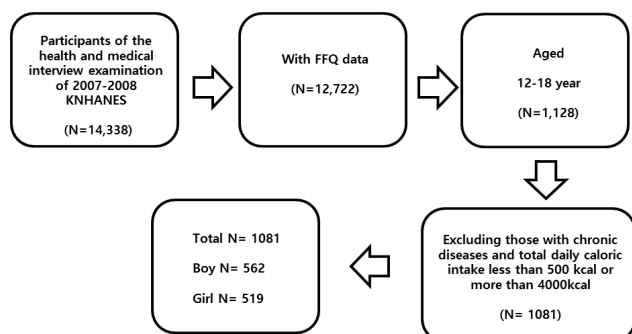 Participants of the
health and medical
interview examination
of 2007-2008
KNHANES
(N=14,338)
With FFQ data
(N=12,722)
Aged
12-18 year
(N=1,128)
Excluding those with chronic
diseases and total daily caloric
intake less than 500 kcal or
more than 4000kcal
(N= 1081)
Total N= 1081
Boy N= 562
Girl N= 519